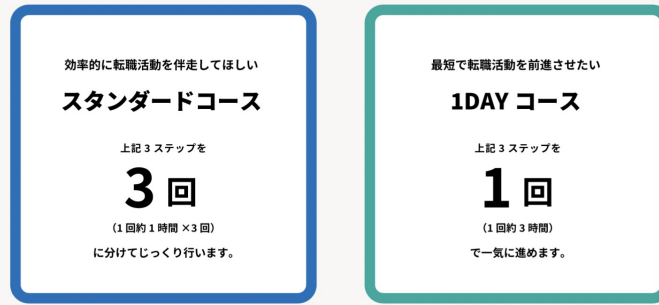 効率的に転職活動を伴走してほしい
スタンダードコース
上記 3 ステップを
3 回
（1 回約 1 時間 ×3 回）
に分けてじっくり行います。
最短で転職活動を前進させたい
1DAY コース
上記 3 ステップを
1 回
（1 回約 3 時間）
で一気に進めます。